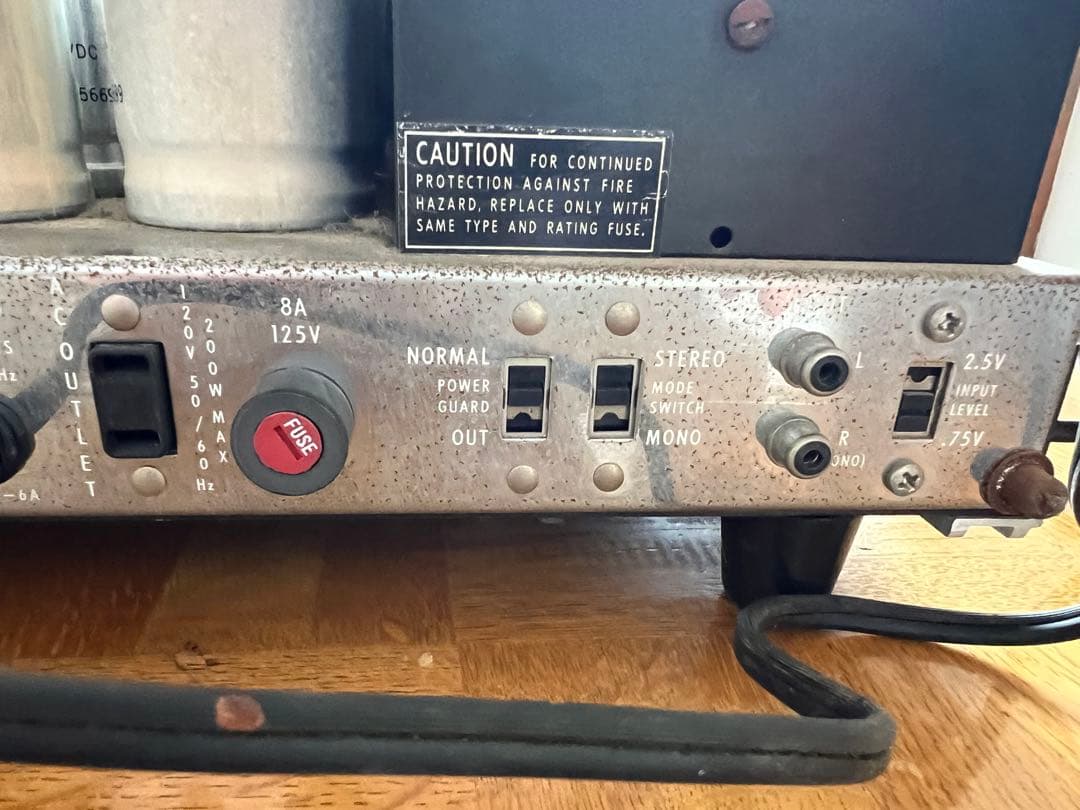 VDC
CAUTION FOR CONTINUED
PROTECTION AGAINST FIRE
HAZARD, REPLACE ONLY WITH
SAME TYPE AND RATING FUSE.
AC OUTLET
120V 50/60Hz
200W MAX
8A
125V
FUSE
NORMAL
POWER
GUARD
OUT
STEREO
MODE
SWITCH
MONO
L
R
2.5V
INPUT
LEVEL
.75V
Hz
-6A